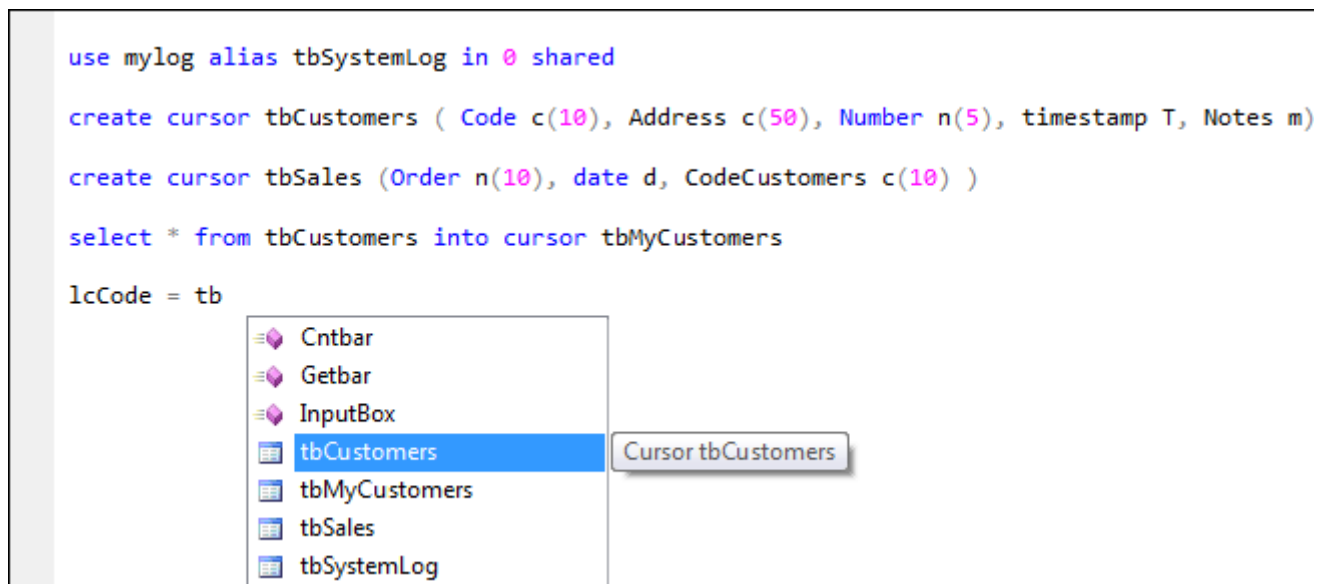 use mylog alias tbSystemLog in 0 shared
create cursor tbCustomers ( Code c(10), Address c(50), Number n(5), timestamp T, Notes m)
create cursor tbSales (Order n(10), date d, CodeCustomers c(10) )
select * from tbCustomers into cursor tbMyCustomers
lcCode = tb
Cntbar
Getbar
InputBox
tbCustomers Cursor tbCustomers
tbMyCustomers
tbSales
tbSystemLog